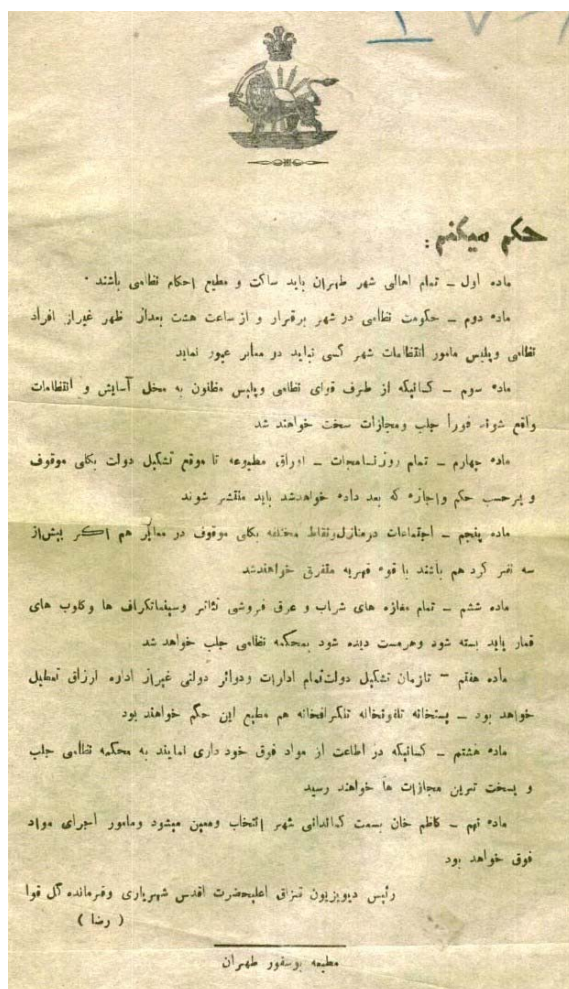 حکم میکنم :
ماده اول – تمام اهالی شهر طهران باید ساکت و مطیع احکام نظامی باشند ·
ماده دوم – حکومت نظامی در شهر برقرار و از ساعت هشت بعداز ظهر غیراز افراد
نظامی وپلیس مامور انتظامات شهر کسی نباید در معابر عبور نماید
ماده سوم – کسانیکه از طرف قوای نظامی وپلیس مظنون به مخل آسایش و انتظامات
واقع شوند فوراً جلب ومجازات سخت خواهند شد
ماده چهارم – تمام روزنامجات – اوراق مطبوعه تا موقع تشکیل دولت بکلی موقوف
و برحسب حکم واجازه که بعد داده خواهدشد باید منتشر شوند
ماده پنجم – اجتماعات درمنازل ونقاط مختلفه بکلی موقوف در معابر هم اگر بیش‌از
سه نفر گرد هم باشند با قوه قهریه متفرق خواهندشد
ماده ششم – تمام مغازه های شراب و عرق فروشی تئاتر وسینماتگراف ها وکلوب های
قمار باید بسته شود وهرمست دیده شود بمحکمه نظامی جلب خواهد شد
ماده هفتم – تازمان تشکیل دولت‌تمام ادارات ودوائر دولتی غیراز اداره ارزاق تعطیل
خواهد بود – پستخانه تلفونخانه تلگرافخانه هم مطیع این حکم خواهند بود
ماده هشتم – کسانیکه در اطاعت از مواد فوق خود داری نمایند به محکمه نظامی جلب
و بسخت ترین مجازات ها خواهند رسید
ماده نهم – کاظم خان بسمت کماندانی شهر انتخاب ومعین میشود ومامور اجرای مواد
فوق خواهد بود
رئیس دیویزیون قزاق اعلیحضرت اقدس شهریاری وفرمانده کل قوا
( رضا )
مطبعه بوسفور طهران